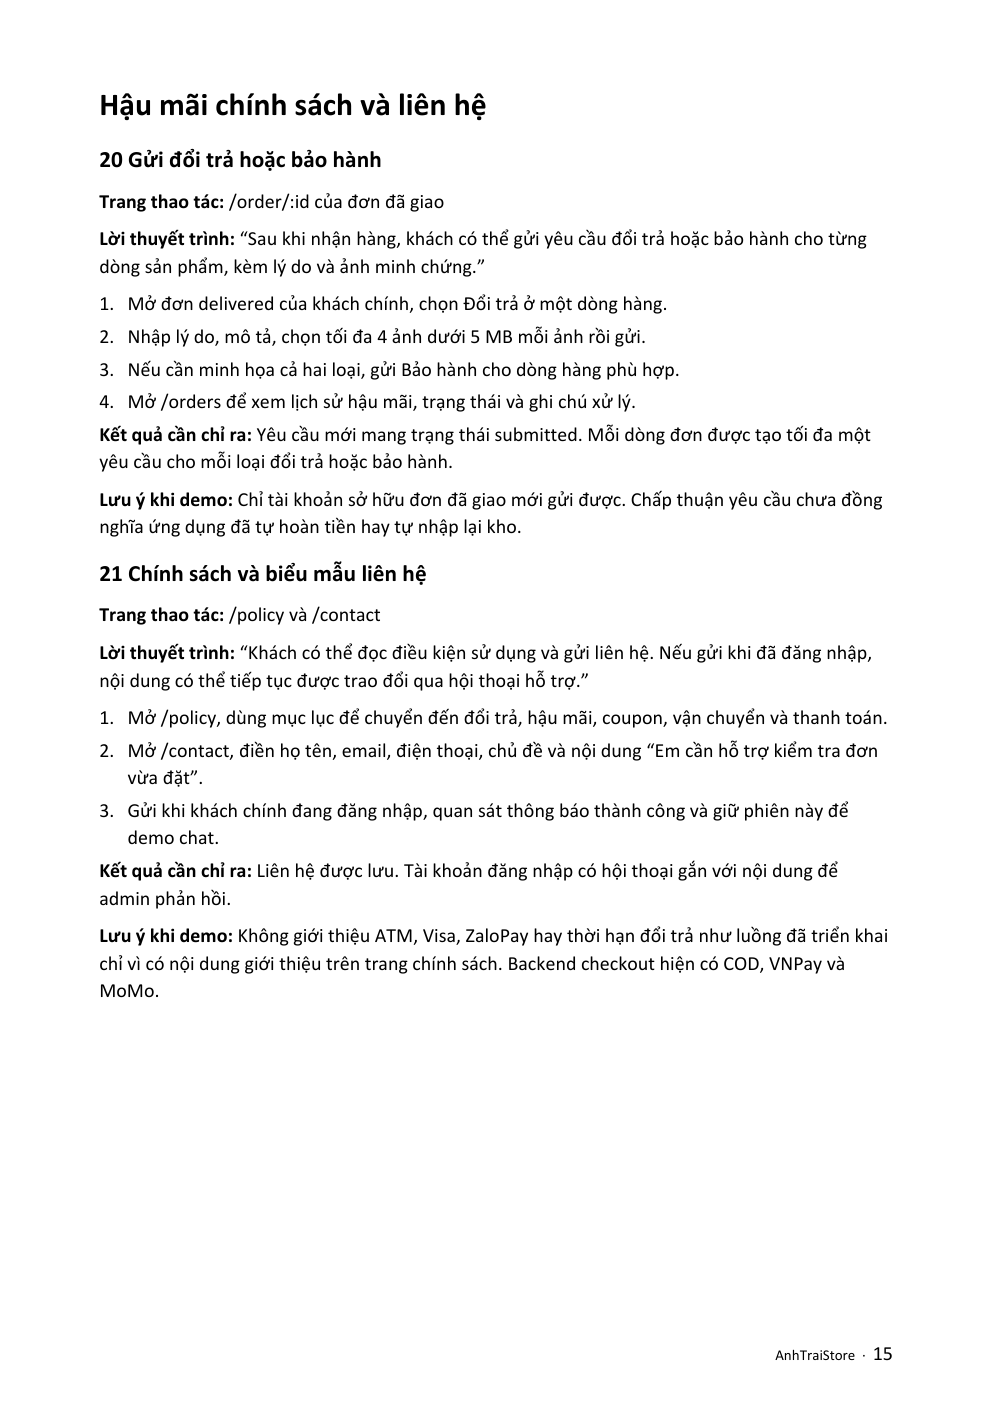 Hậu mãi chính sách và liên hệ
20 Gửi đổi trả hoặc bảo hành
Trang thao tác: /order/:id của đơn đã giao
Lời thuyết trình: “Sau khi nhận hàng, khách có thể gửi yêu cầu đổi trả hoặc bảo hành cho từng
dòng sản phẩm, kèm lý do và ảnh minh chứng.”
1. Mở đơn delivered của khách chính, chọn Đổi trả ở một dòng hàng.
2. Nhập lý do, mô tả, chọn tối đa 4 ảnh dưới 5 MB mỗi ảnh rồi gửi.
3. Nếu cần minh họa cả hai loại, gửi Bảo hành cho dòng hàng phù hợp.
4. Mở /orders để xem lịch sử hậu mãi, trạng thái và ghi chú xử lý.
Kết quả cần chỉ ra: Yêu cầu mới mang trạng thái submitted. Mỗi dòng đơn được tạo tối đa một
yêu cầu cho mỗi loại đổi trả hoặc bảo hành.
Lưu ý khi demo: Chỉ tài khoản sở hữu đơn đã giao mới gửi được. Chấp thuận yêu cầu chưa đồng
nghĩa ứng dụng đã tự hoàn tiền hay tự nhập lại kho.
21 Chính sách và biểu mẫu liên hệ
Trang thao tác: /policy và /contact
Lời thuyết trình: “Khách có thể đọc điều kiện sử dụng và gửi liên hệ. Nếu gửi khi đã đăng nhập,
nội dung có thể tiếp tục được trao đổi qua hội thoại hỗ trợ.”
1. Mở /policy, dùng mục lục để chuyển đến đổi trả, hậu mãi, coupon, vận chuyển và thanh toán.
2. Mở /contact, điền họ tên, email, điện thoại, chủ đề và nội dung “Em cần hỗ trợ kiểm tra đơn
vừa đặt”.
3. Gửi khi khách chính đang đăng nhập, quan sát thông báo thành công và giữ phiên này để
demo chat.
Kết quả cần chỉ ra: Liên hệ được lưu. Tài khoản đăng nhập có hội thoại gắn với nội dung để
admin phản hồi.
Lưu ý khi demo: Không giới thiệu ATM, Visa, ZaloPay hay thời hạn đổi trả như luồng đã triển khai
chỉ vì có nội dung giới thiệu trên trang chính sách. Backend checkout hiện có COD, VNPay và
MoMo.
AnhTraiStore · 15